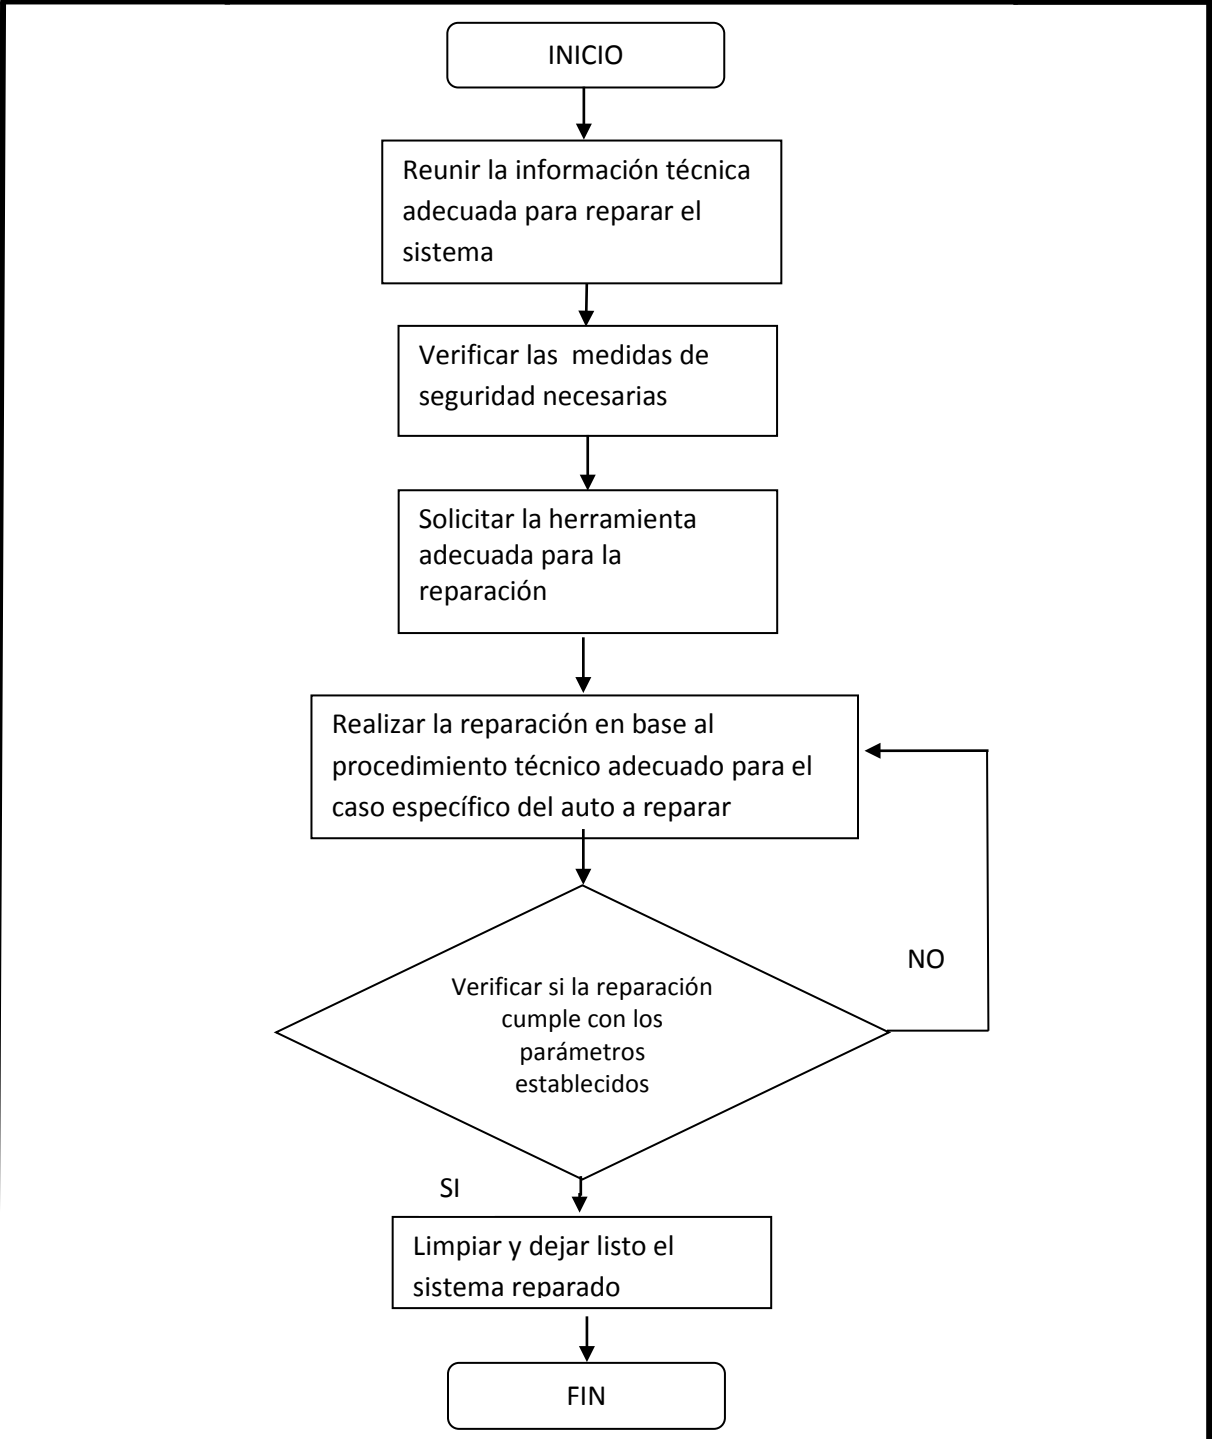 INICIO
Reunir la información técnica
adecuada para reparar el
sistema
Verificar las  medidas de
seguridad necesarias
Solicitar la herramienta
adecuada para la
reparación
Realizar la reparación en base al
procedimiento técnico adecuado para el
caso específico del auto a reparar
NO
Verificar si la reparación
cumple con los
parámetros
establecidos
SI
Limpiar y dejar listo el
sistema reparado
FIN